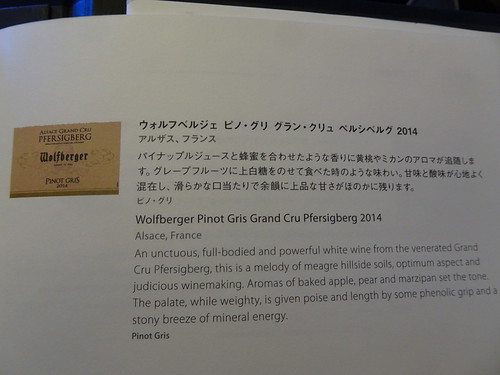 ALSACE GRAND CRU
PFERSIGBERG
Wolfberger
PINOT GRIS
2014
ウォルフベルジェ ピノ・グリ グラン・クリュ ペルシベルグ 2014
アルザス、フランス
パイナップルジュースと蜂蜜を合わせたような香りに黄桃やミカンのアロマが追随しま
す。グレープフルーツに上白糖をのせて食べた時のような味わい。甘味と酸味が心地よく
混在し、滑らかな口当たりで余韻に上品な甘さがほのかに残ります。
ピノ・グリ
Wolfberger Pinot Gris Grand Cru Pfersigberg 2014
Alsace, France
An unctuous, full-bodied and powerful white wine from the venerated Grand
Cru Pfersigberg, this is a melody of meagre hillside soils, optimum aspect and
judicious winemaking. Aromas of baked apple, pear and marzipan set the tone.
The palate, while weighty, is given poise and length by some phenolic grip and a
stony breeze of mineral energy.
Pinot Gris